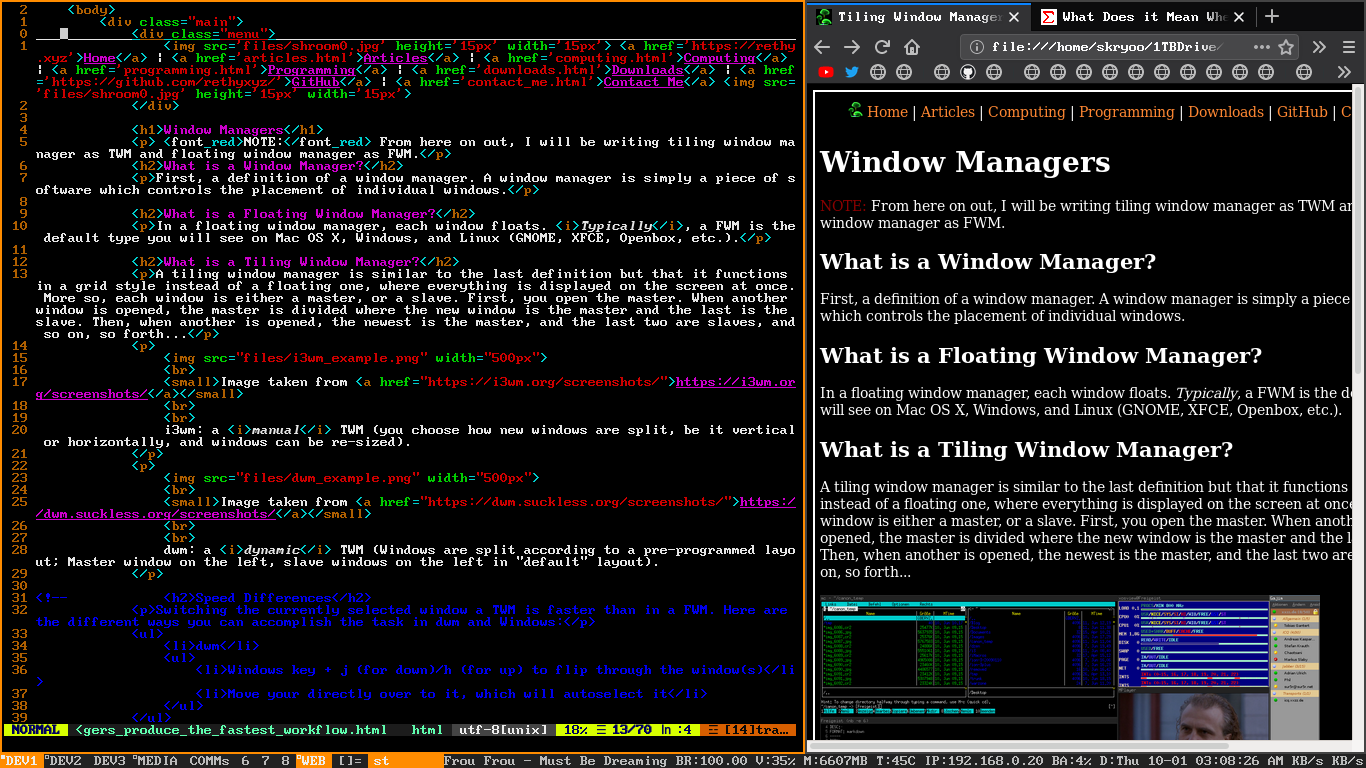 2     <body>
1         <div class="main">
0             <div class="menu">
1                 <img src='files/shroom0.jpg' height='15px' width='15px'> <a href='https://rethy
.xyz'>Home</a> | <a href='articles.html'>Articles</a> | <a href='computing.html'>Computing</a>
| <a href='programming.html'>Programming</a> | <a href='downloads.html'>Downloads</a> | <a href
='https://github.com/rethyxyz/'>GitHub</a> | <a href='contact_me.html'>Contact Me</a> <img src=
'files/shroom0.jpg' height='15px' width='15px'>
2             </div>
3
4             <h1>Window Managers</h1>
5             <p> <font_red>NOTE:</font_red> From here on out, I will be writing tiling window ma
nager as TWM and floating window manager as FWM.</p>
6             <h2>What is a Window Manager?</h2>
7             <p>First, a definition of a window manager. A window manager is simply a piece of s
oftware which controls the placement of individual windows.</p>
8
9             <h2>What is a Floating Window Manager?</h2>
10            <p>In a floating window manager, each window floats. <i>Typically</i>, a FWM is the
default type you will see on Mac OS X, Windows, and Linux (GNOME, XFCE, Openbox, etc.).</p>
11
12            <h2>What is a Tiling Window Manager?</h2>
13            <p>A tiling window manager is similar to the last definition but that it functions
in a grid style instead of a floating one, where everything is displayed on the screen at once.
More so, each window is either a master, or a slave. First, you open the master. When another
window is opened, the master is divided where the new window is the master and the last is the
slave. Then, when another is opened, the newest is the master, and the last two are slaves, and
so on, so forth...</p>
14            <p>
15                <img src="files/i3wm_example.png" width="500px">
16                <br>
17                <small>Image taken from <a href="https://i3wm.org/screenshots/">https://i3wm.or
g/screenshots/</a></small>
18                <br>
19                <br>
20                i3wm: a <i>manual</i> TWM (you choose how new windows are split, be it vertical
or horizontally, and windows can be re-sized).
21            </p>
22            <p>
23                <img src="files/dwm_example.png" width="500px">
24                <br>
25                <small>Image taken from <a href="https://dwm.suckless.org/screenshots/">https:/
/dwm.suckless.org/screenshots/</a></small>
26                <br>
27                <br>
28                dwm: a <i>dynamic</i> TWM (Windows are split according to a pre-programmed layo
ut; Master window on the left, slave windows on the left in "default" layout).
29            </p>
30
31 <!--            <h2>Speed Differences</h2>
32            <p>Switching the currently selected window a TWM is faster than in a FWM. Here are
the different ways you can accomplish the task in dwm and Windows:</p>
33            <ul>
34                <li>dwm</li>
35                <ul>
36                    <li>Windows key + j (for down) or k (for up) to flip through the window(s)</li
>
37                    <li>Move your directly over to it, which will autoselect it</li>
38                </ul>
39            </ul>
NORMAL <gers_produce_the_fastest_workflow.html html utf-8[unix] 18% ☰ 13/70 ㏑ :4 ☲ [14]tra…
Tiling Window Manager
What Does it Mean Whe
file:///home/skryoo/1TBDrive/
Home | Articles | Computing | Programming | Downloads | GitHub | C
Window Managers
NOTE: From here on out, I will be writing tiling window manager as TWM an
window manager as FWM.
What is a Window Manager?
First, a definition of a window manager. A window manager is simply a piece
which controls the placement of individual windows.
What is a Floating Window Manager?
In a floating window manager, each window floats. Typically, a FWM is the de
will see on Mac OS X, Windows, and Linux (GNOME, XFCE, Openbox, etc.).
What is a Tiling Window Manager?
A tiling window manager is similar to the last definition but that it functions
instead of a floating one, where everything is displayed on the screen at once
window is either a master, or a slave. First, you open the master. When anoth
opened, the master is divided where the new window is the master and the l
Then, when another is opened, the newest is the master, and the last two are
on, so forth...
DEV1 DEV2 DEV3 MEDIA COMMs 6 7 8 WEB []= st Frou Frou - Must Be Dreaming BR:100.00 V:35% M:6607MB T:45C IP:192.168.0.20 BA:4% D:Thu 10-01 03:08:26 AM KB/s KB/s